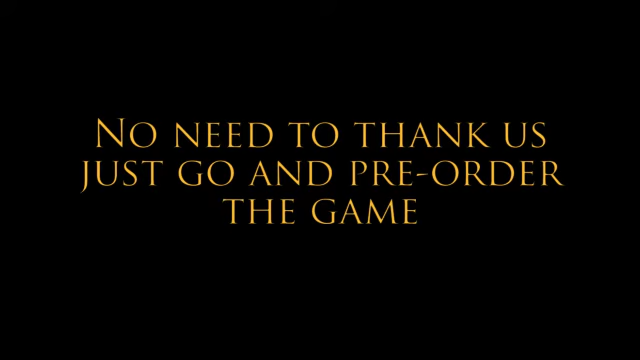 No need to thank us
just go and pre-order
the game